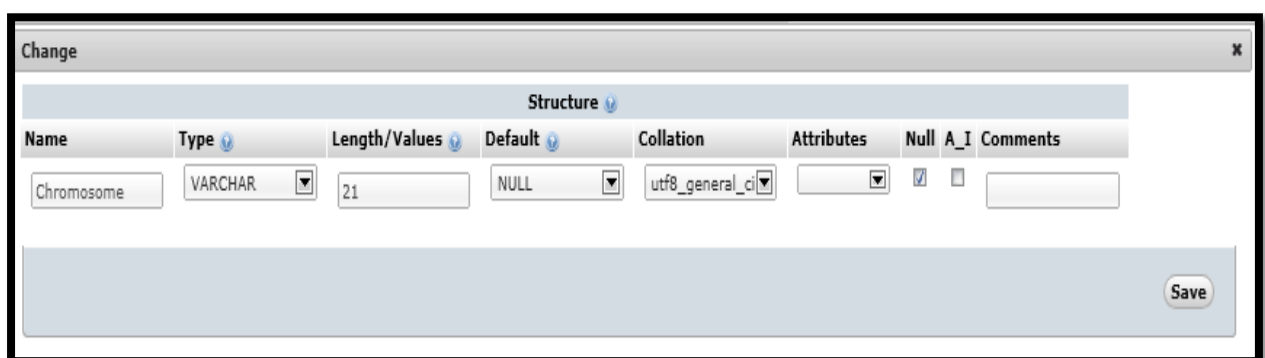 Change
Structure
Name Type Length/Values Default Collation Attributes Null A_I Comments
Chromosome VARCHAR 21 NULL utf8_general_ci
Save